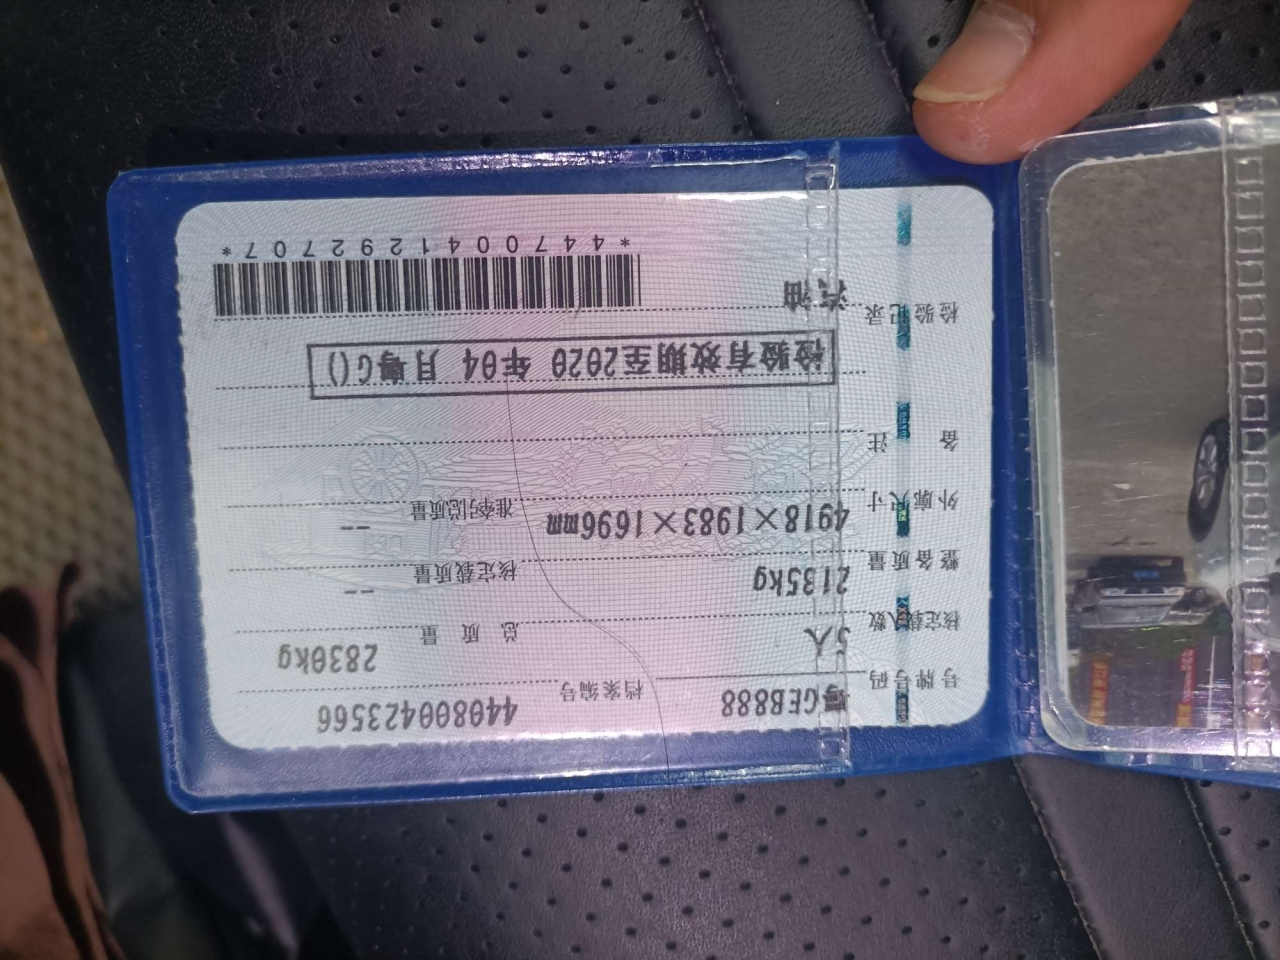 号牌号码 粤GEB888 档案编号 440800423566
核定载人数 5人 总质量 2830kg
整备质量 2135kg 核定载质量 --
外廓尺寸 4918×1983×1696mm 准牵引总质量 --
备注
检验有效期至2020年04月粤G()
检验记录 汽油
*4470041292707*